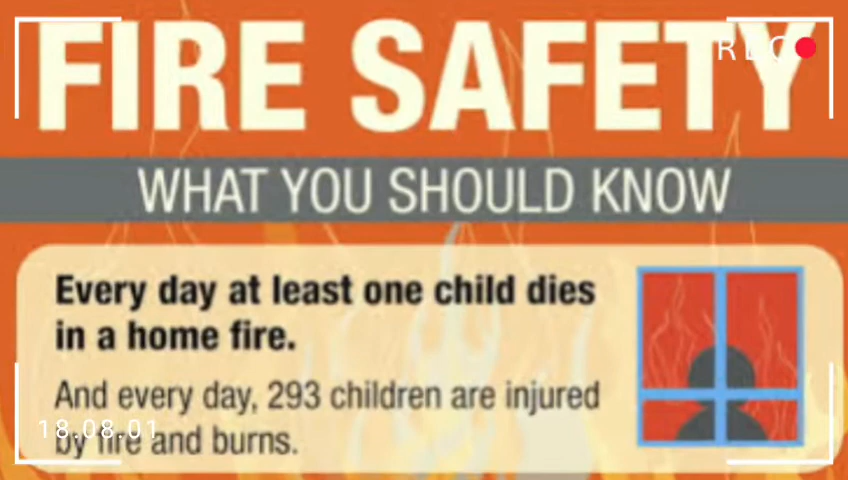 FIRE SAFETY
REC
WHAT YOU SHOULD KNOW
Every day at least one child dies
in a home fire.
And every day, 293 children are injured
by fire and burns.
18.08.01